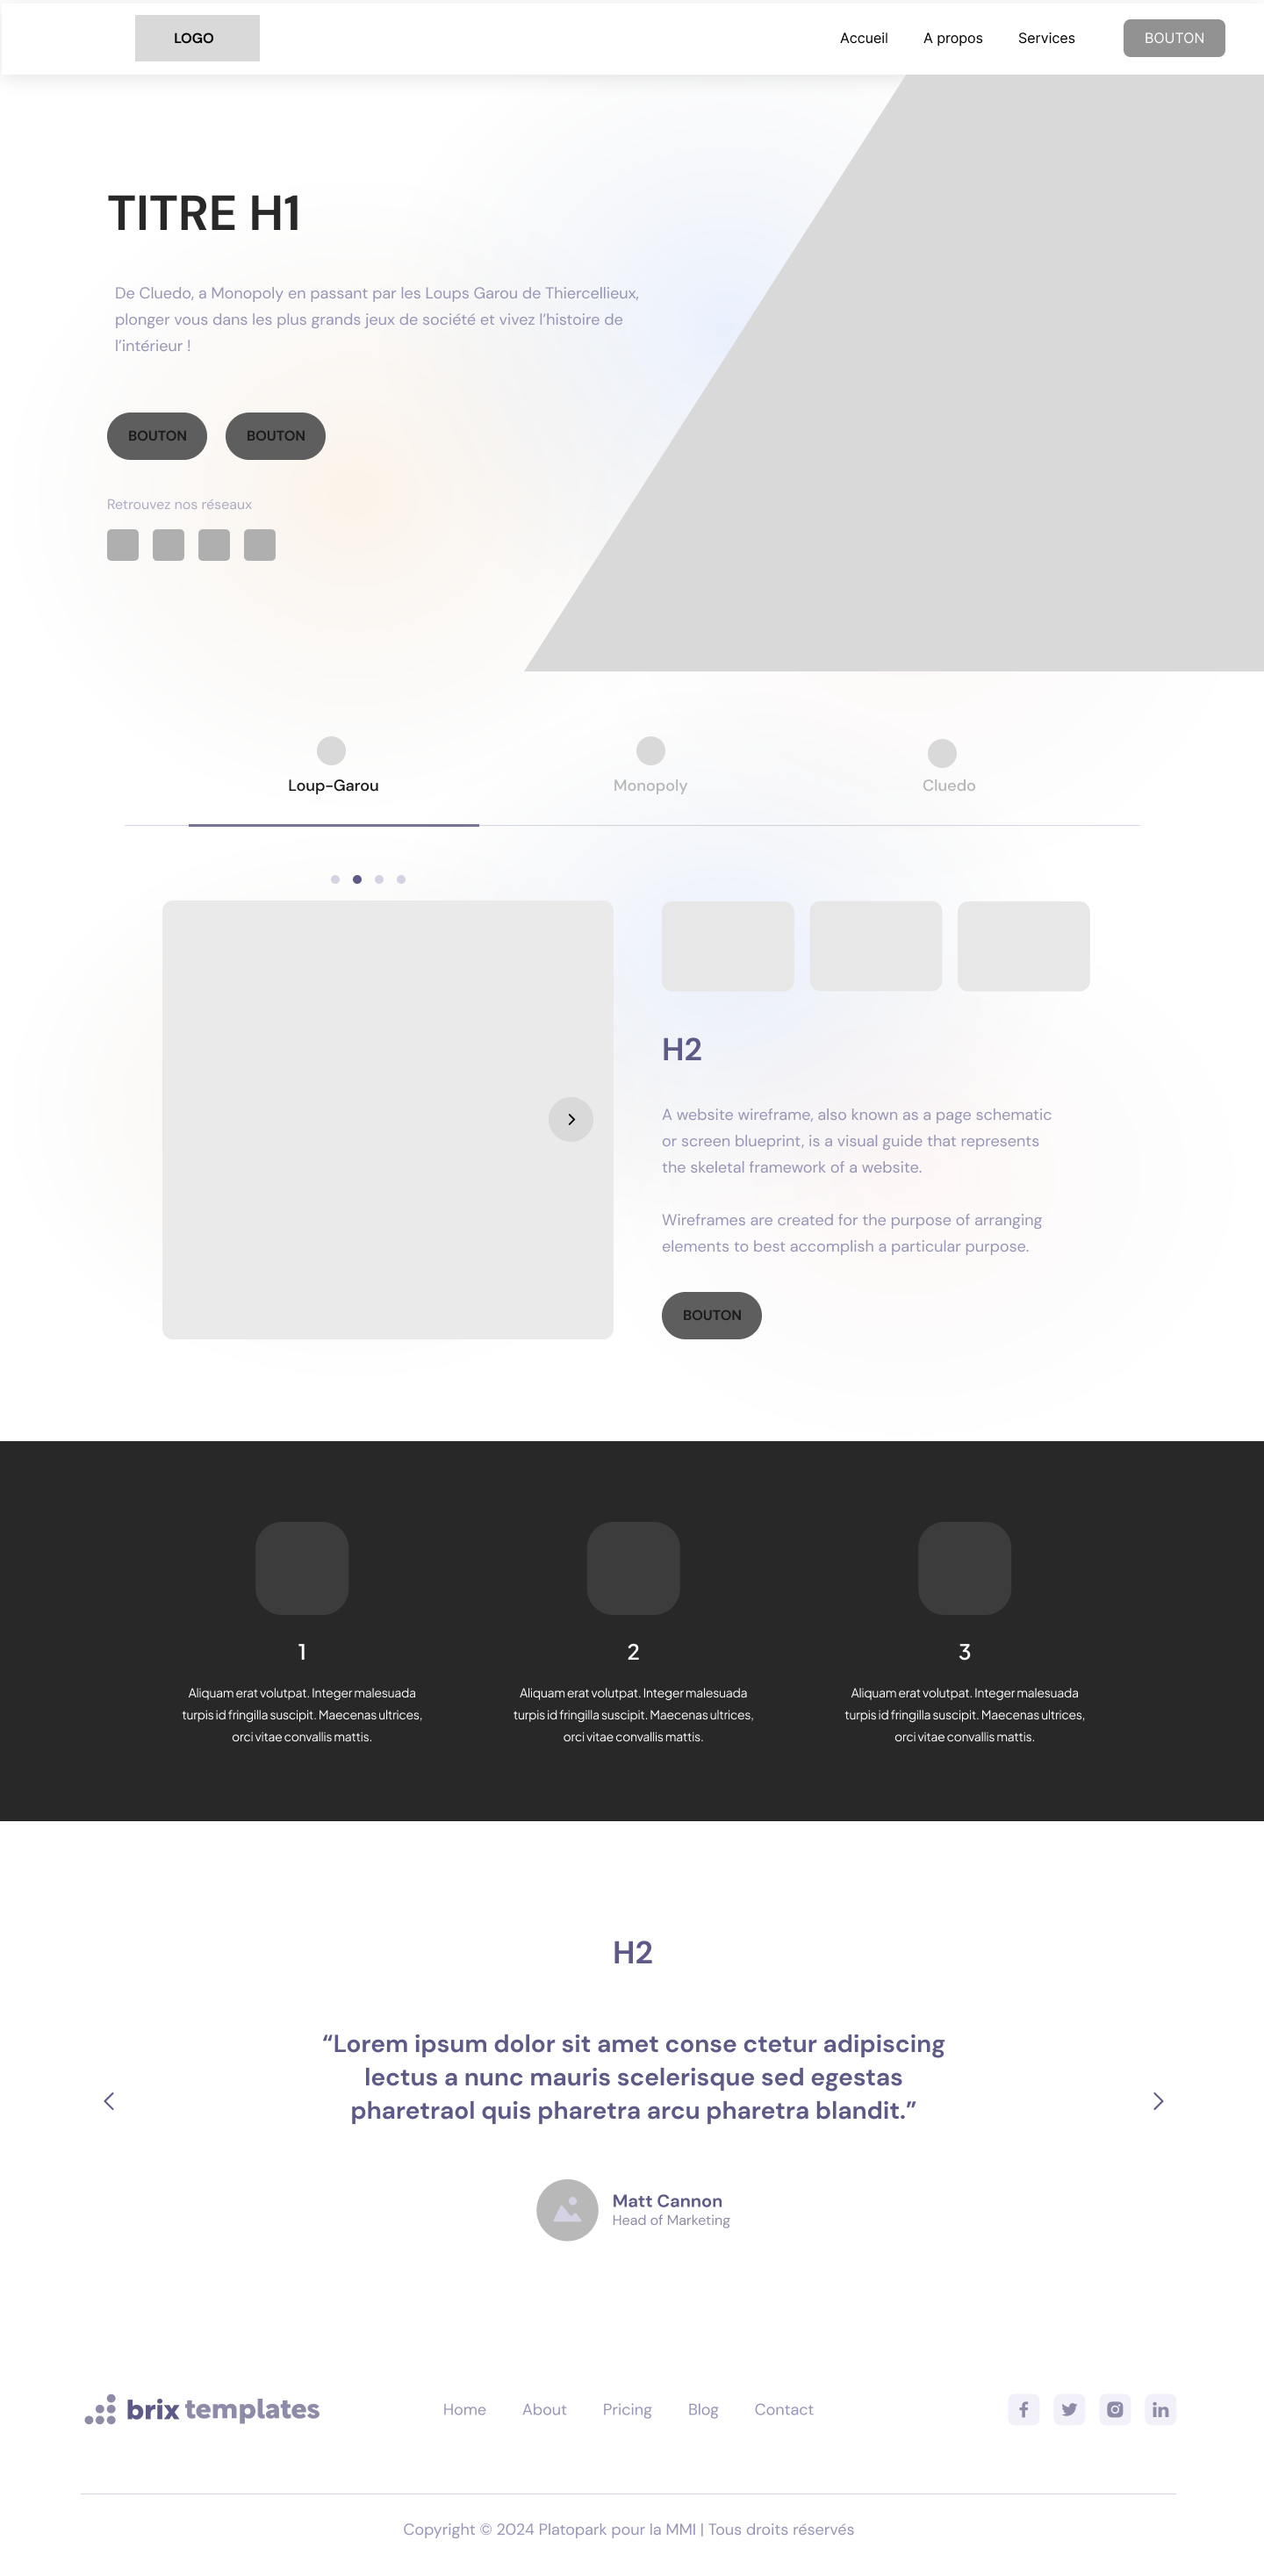 LOGO
Accueil
A propos
Services
BOUTON
TITRE H1
De Cluedo, a Monopoly en passant par les Loups Garou de Thiercellieux,
plonger vous dans les plus grands jeux de société et vivez l’histoire de
l’intérieur !
BOUTON
BOUTON
Retrouvez nos réseaux
Loup-Garou
Monopoly
Cluedo
H2
A website wireframe, also known as a page schematic
or screen blueprint, is a visual guide that represents
the skeletal framework of a website.
Wireframes are created for the purpose of arranging
elements to best accomplish a particular purpose.
BOUTON
1
Aliquam erat volutpat. Integer malesuada
turpis id fringilla suscipit. Maecenas ultrices,
orci vitae convallis mattis.
2
Aliquam erat volutpat. Integer malesuada
turpis id fringilla suscipit. Maecenas ultrices,
orci vitae convallis mattis.
3
Aliquam erat volutpat. Integer malesuada
turpis id fringilla suscipit. Maecenas ultrices,
orci vitae convallis mattis.
H2
“Lorem ipsum dolor sit amet conse ctetur adipiscing
lectus a nunc mauris scelerisque sed egestas
pharetraol quis pharetra arcu pharetra blandit.”
Matt Cannon
Head of Marketing
brix templates
Home
About
Pricing
Blog
Contact
Copyright © 2024 Platopark pour la MMI | Tous droits réservés